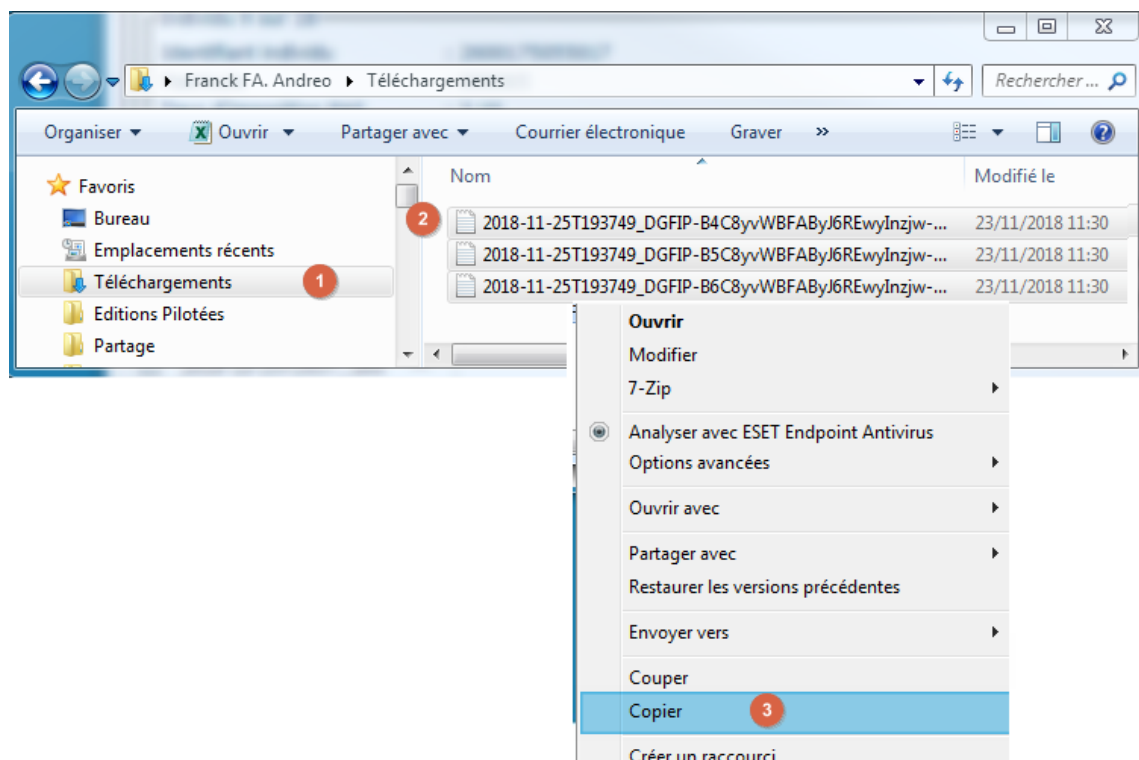 Franck FA. Andreo Téléchargements
Rechercher ...
Organiser Ouvrir Partager avec Courrier électronique Graver »
Favoris
Bureau
Emplacements récents
Téléchargements 1
Editions Pilotées
Partage
Nom Modifié le
2 2018-11-25T193749_DGFIP-B4C8yvWBFAByJ6REwyInzjw-... 23/11/2018 11:30
2018-11-25T193749_DGFIP-B5C8yvWBFAByJ6REwyInzjw-... 23/11/2018 11:30
2018-11-25T193749_DGFIP-B6C8yvWBFAByJ6REwyInzjw-... 23/11/2018 11:30
Ouvrir
Modifier
7-Zip
Analyser avec ESET Endpoint Antivirus
Options avancées
Ouvrir avec
Partager avec
Restaurer les versions précédentes
Envoyer vers
Couper
Copier 3
Créer un raccourci